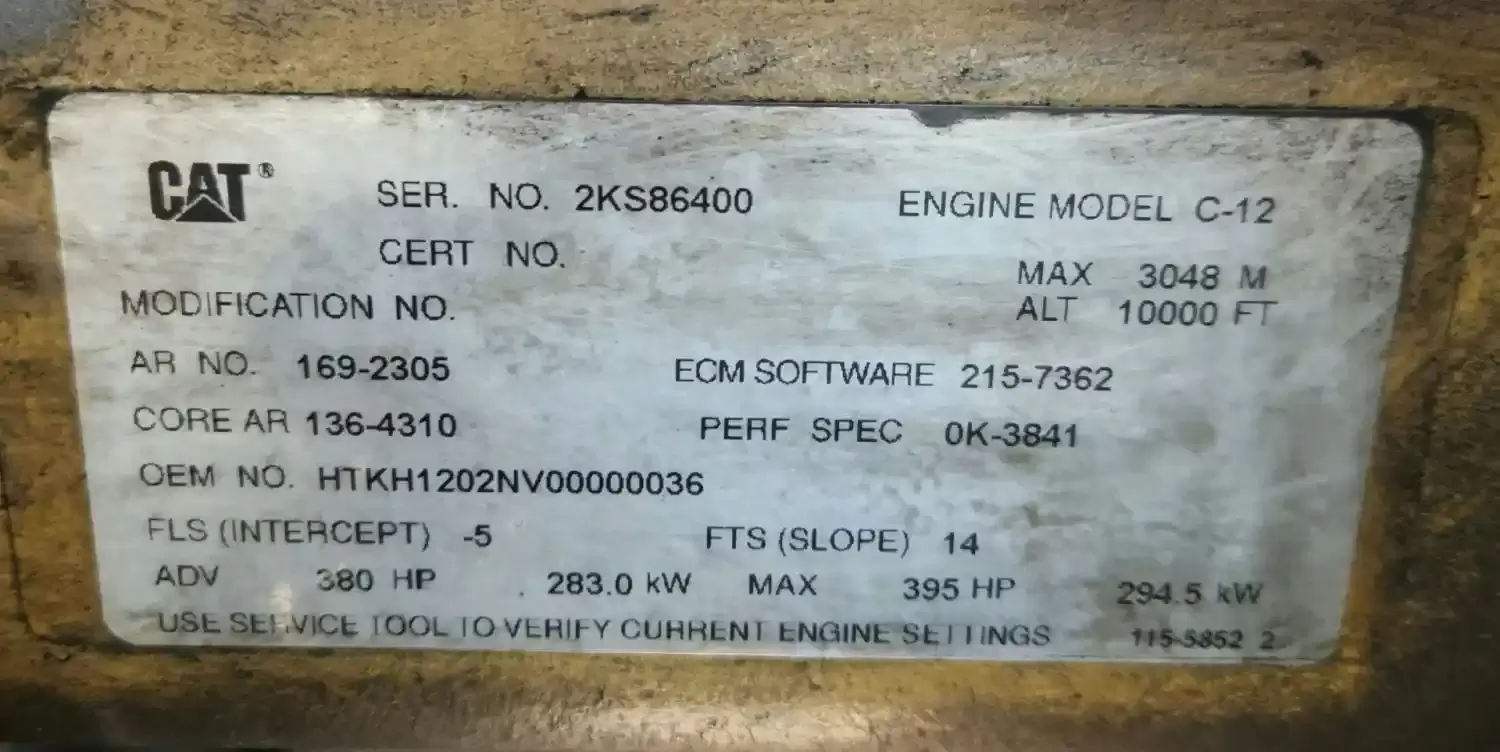 CAT® SER. NO. 2KS86400 ENGINE MODEL C-12
CERT NO.
MAX 3048 M
MODIFICATION NO.
ALT 10000 FT
AR NO. 169-2305 ECM SOFTWARE 215-7362
CORE AR 136-4310 PERF SPEC 0K-3841
OEM NO. HTKH1202NV00000036
FLS (INTERCEPT) -5 FTS (SLOPE) 14
ADV 380 HP 283.0 kW MAX 395 HP 294.5 kW
USE SERVICE TOOL TO VERIFY CURRENT ENGINE SETTINGS 115-5852 2